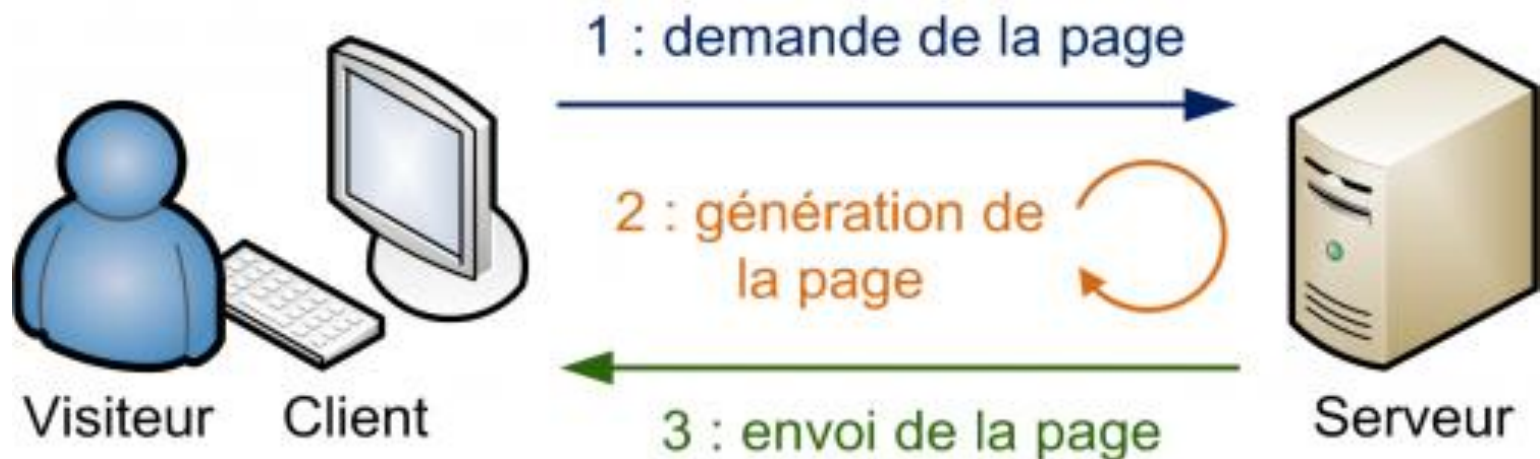 1 : demande de la page
2 : génération de
la page
3 : envoi de la page
Visiteur
Client
Serveur